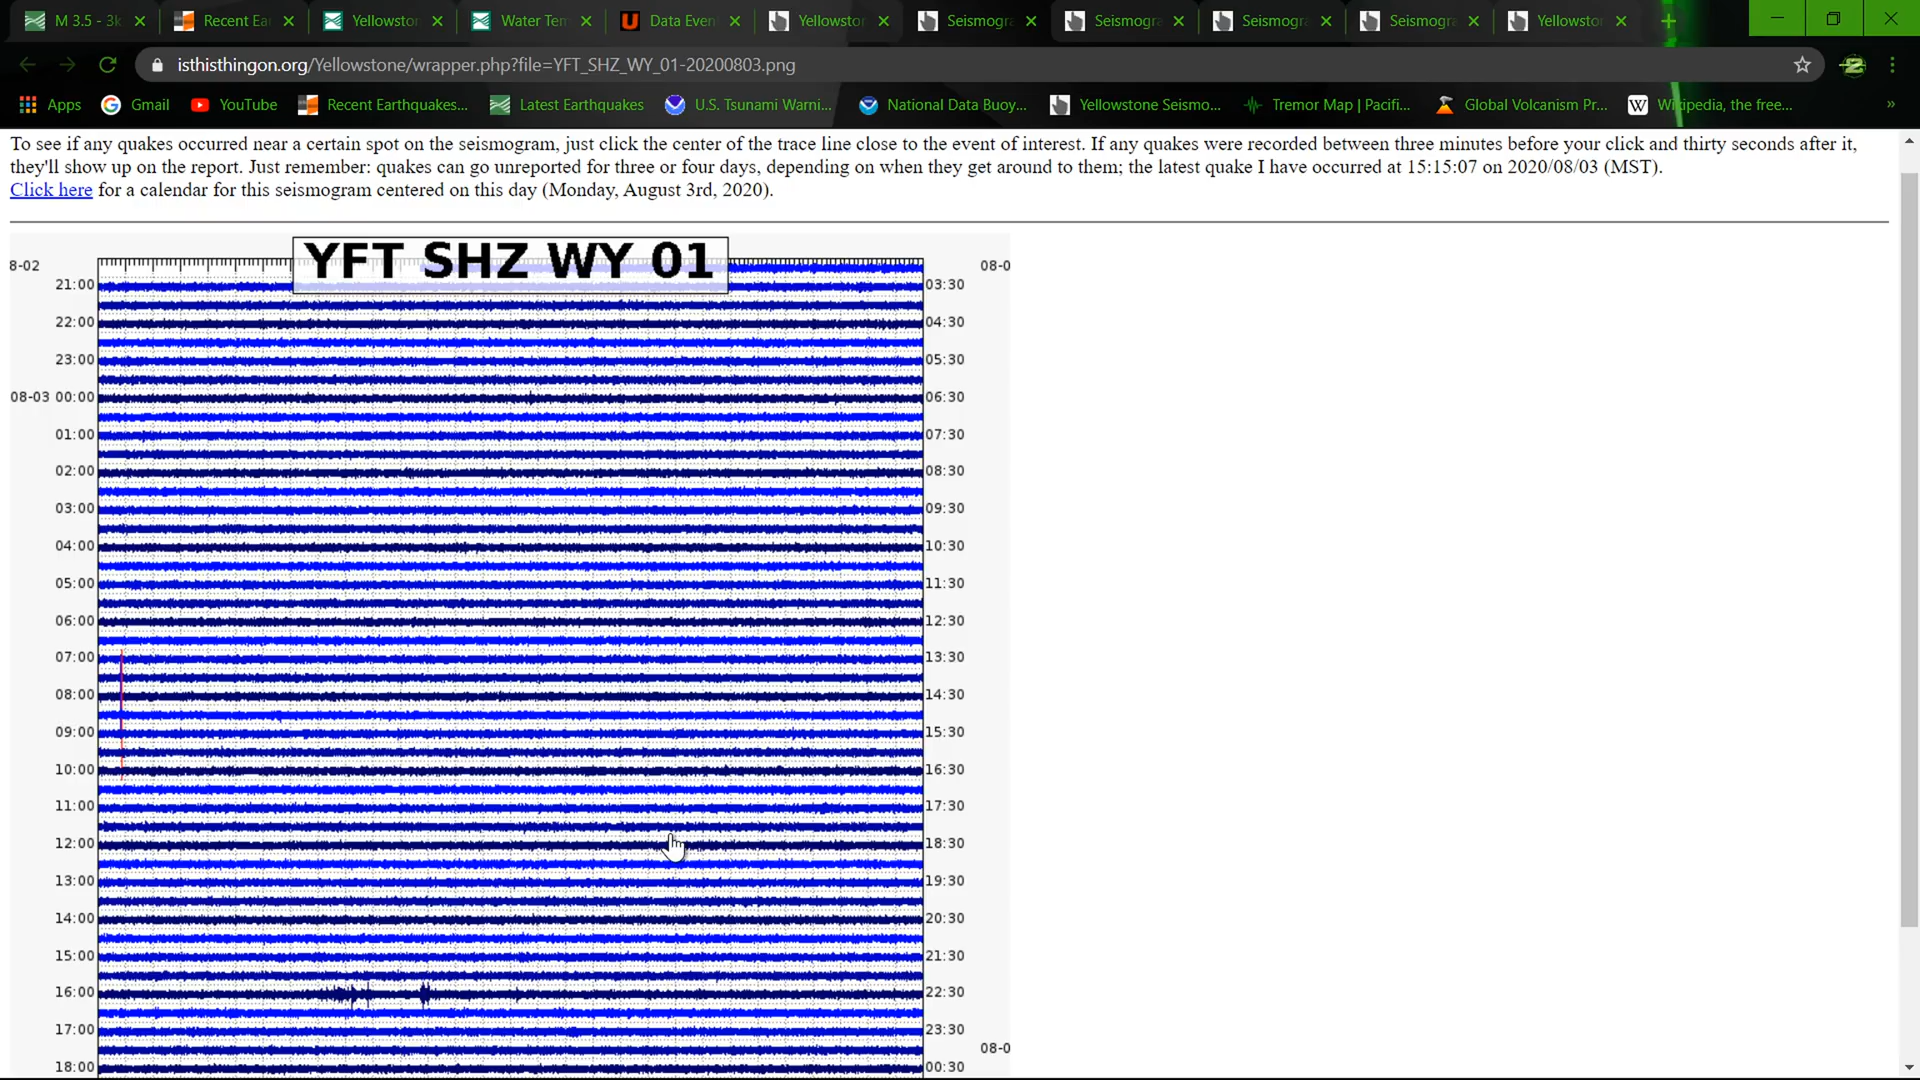 M 3.5 - 3k
Recent Ea
Yellowstor
Water Tem
Data Even
Yellowstor
Seismogra
Seismogra
Seismogra
Seismogra
Yellowstor
isthisthingon.org/Yellowstone/wrapper.php?file=YFT_SHZ_WY_01-20200803.png
Apps
Gmail
YouTube
Recent Earthquakes...
Latest Earthquakes
U.S. Tsunami Warni...
National Data Buoy...
Yellowstone Seismo...
Tremor Map | Pacifi...
Global Volcanism Pr...
Wikipedia, the free...
»
To see if any quakes occurred near a certain spot on the seismogram, just click the center of the trace line close to the event of interest. If any quakes were recorded between three minutes before your click and thirty seconds after it,
they'll show up on the report. Just remember: quakes can go unreported for three or four days, depending on when they get around to them; the latest quake I have occurred at 15:15:07 on 2020/08/03 (MST).
Click here for a calendar for this seismogram centered on this day (Monday, August 3rd, 2020).
YFT SHZ WY 01
8-02 08-0
21:00 03:30
22:00 04:30
23:00 05:30
08-03 00:00 06:30
01:00 07:30
02:00 08:30
03:00 09:30
04:00 10:30
05:00 11:30
06:00 12:30
07:00 13:30
08:00 14:30
09:00 15:30
10:00 16:30
11:00 17:30
12:00 18:30
13:00 19:30
14:00 20:30
15:00 21:30
16:00 22:30
17:00 23:30
08-0
18:00 00:30